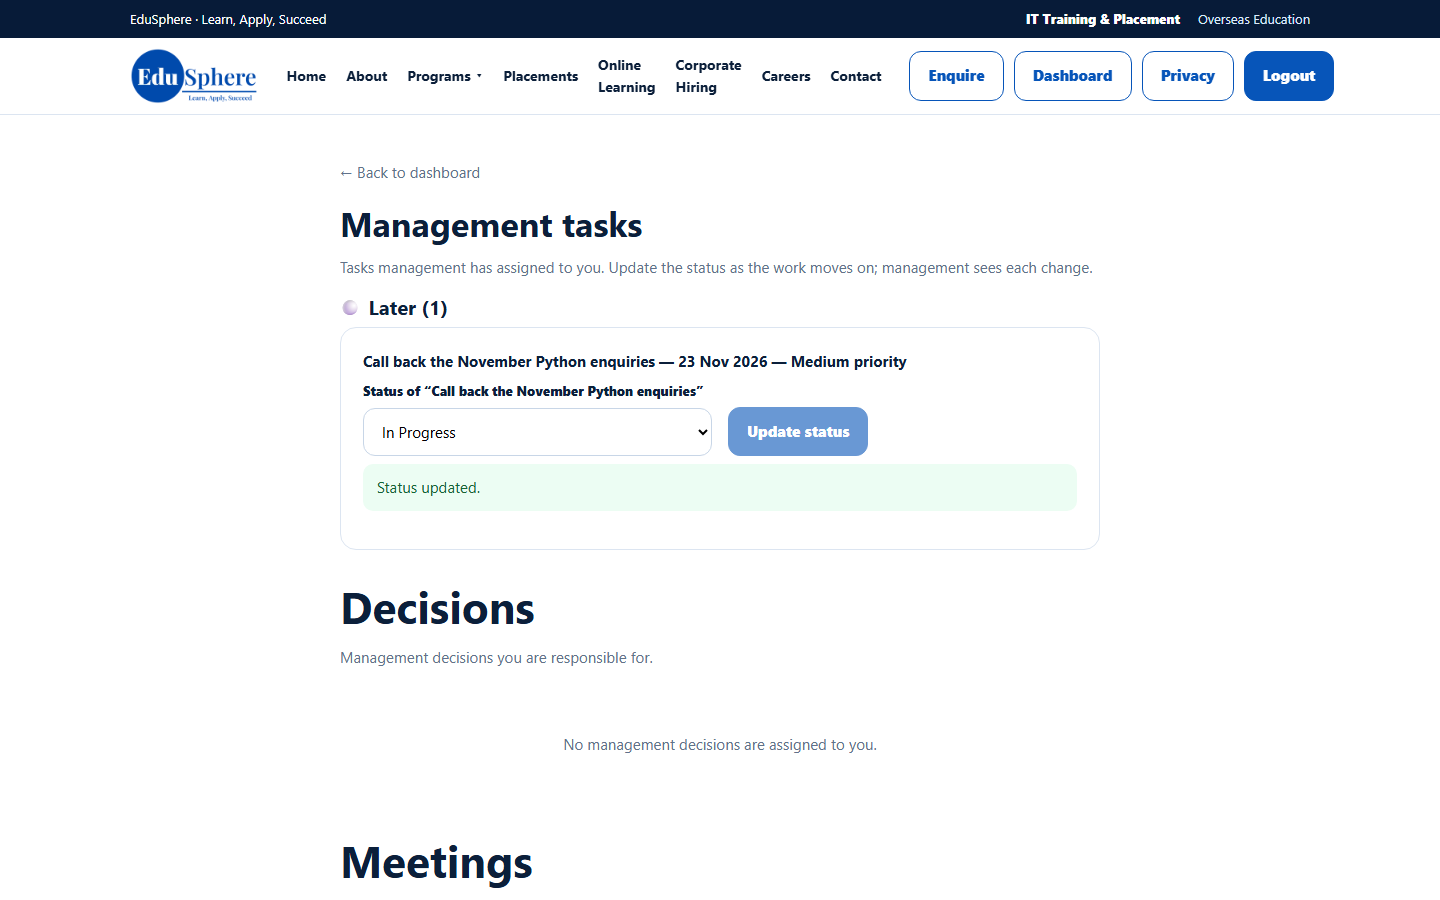 EduSphere · Learn, Apply, Succeed
IT Training & Placement
Overseas Education
EduSphere
Learn, Apply, Succeed
Home
About
Programs
Placements
Online
Learning
Corporate
Hiring
Careers
Contact
Enquire
Dashboard
Privacy
Logout
← Back to dashboard
Management tasks
Tasks management has assigned to you. Update the status as the work moves on; management sees each change.
Later (1)
Call back the November Python enquiries — 23 Nov 2026 — Medium priority
Status of “Call back the November Python enquiries”
In Progress
Update status
Status updated.
Decisions
Management decisions you are responsible for.
No management decisions are assigned to you.
Meetings